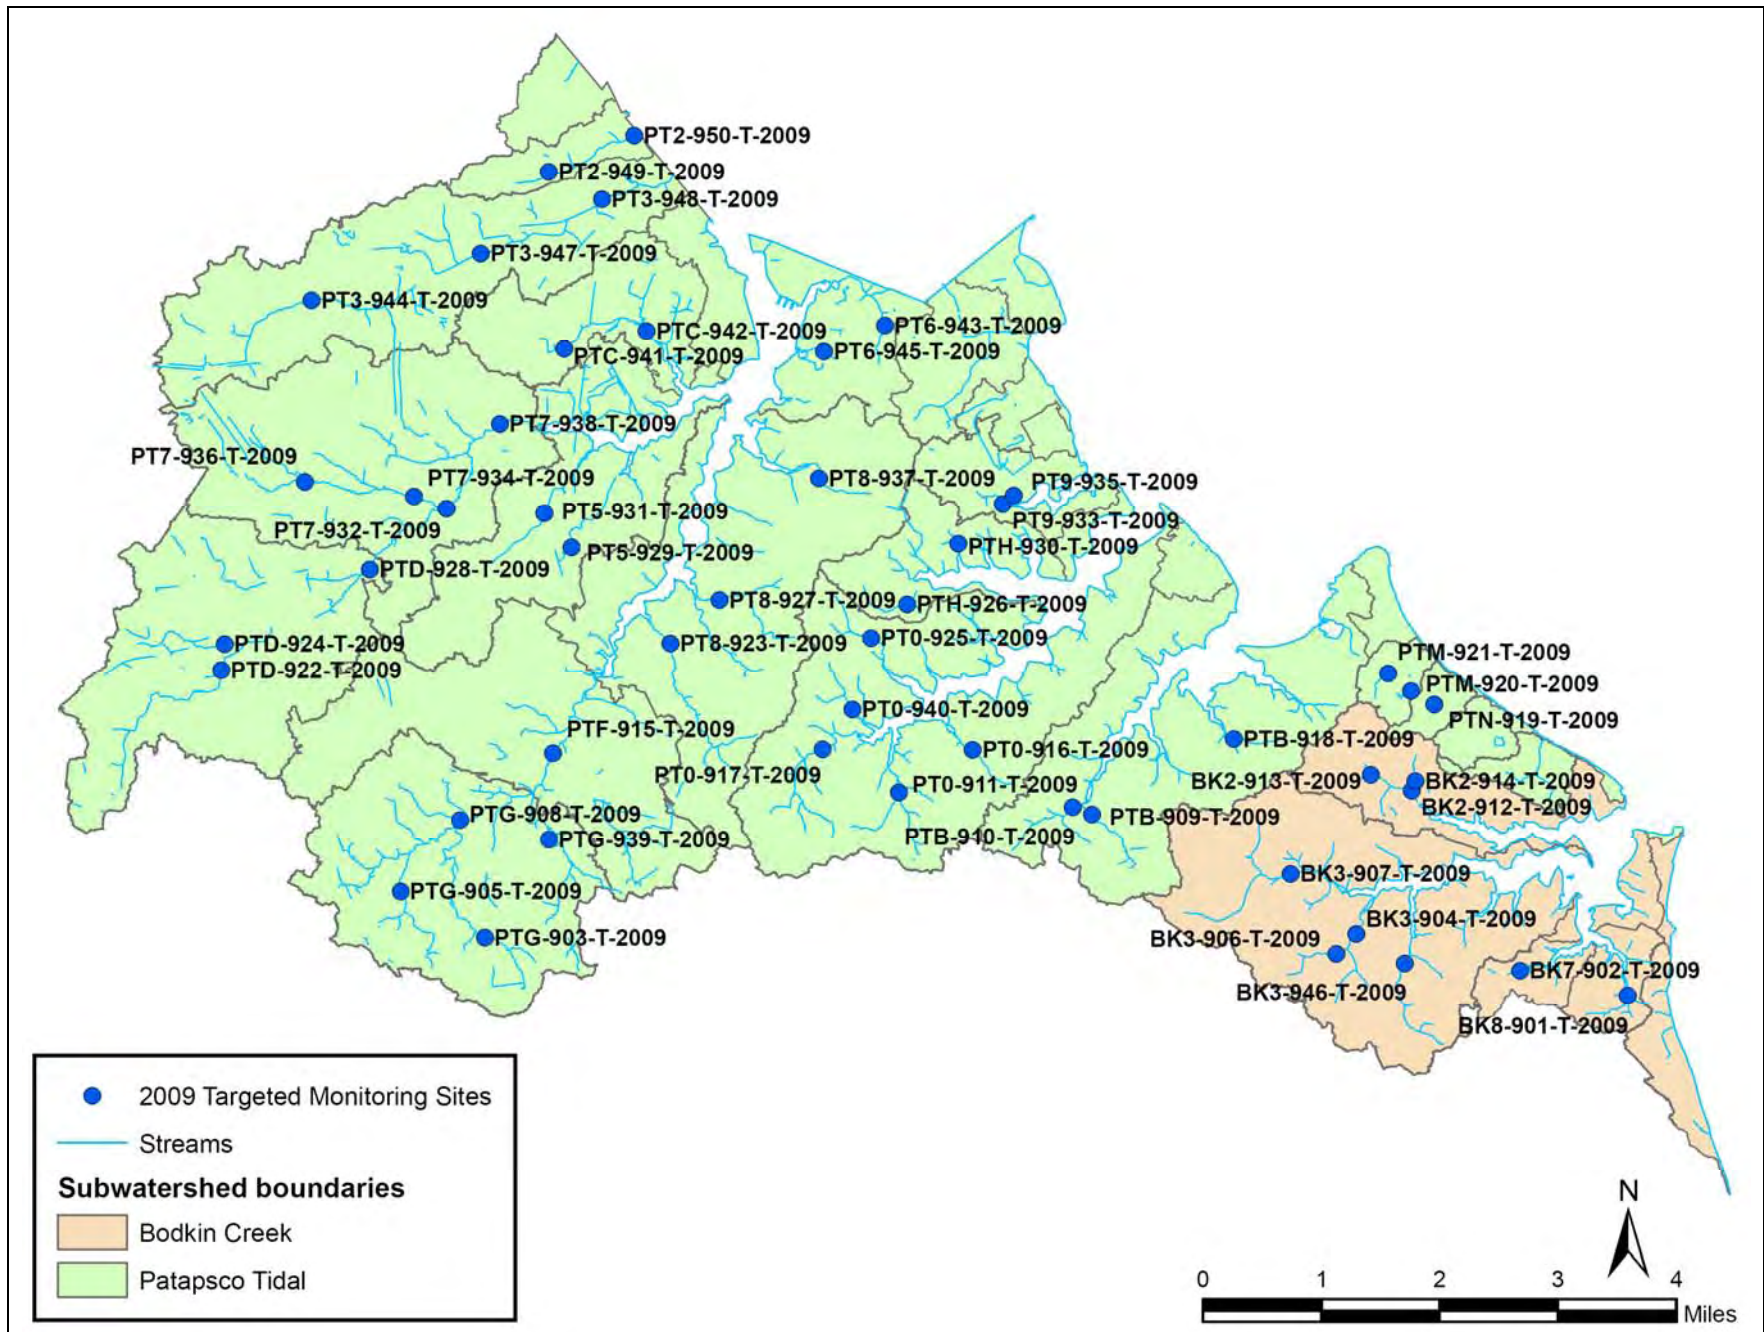 PT2-950-T-2009
PT2-949-T-2009
PT3-948-T-2009
PT3-947-T-2009
PT3-944-T-2009
PTC-942-T-2009
PTC-941-T-2009
PT6-943-T-2009
PT6-945-T-2009
PT7-938-T-2009
PT7-936-T-2009
PT7-934-T-2009
PT7-932-T-2009
PT5-931-T-2009
PT5-929-T-2009
PT8-937-T-2009
PT9-935-T-2009
PT9-933-T-2009
PTH-930-T-2009
PTD-928-T-2009
PT8-927-T-2009
PTH-926-T-2009
PT0-925-T-2009
PT8-923-T-2009
PTD-924-T-2009
PTD-922-T-2009
PTM-921-T-2009
PTM-920-T-2009
PTN-919-T-2009
PT0-940-T-2009
PTF-915-T-2009
PT0-917-T-2009
PT0-916-T-2009
PTB-918-T-2009
PT0-911-T-2009
BK2-913-T-2009
BK2-914-T-2009
BK2-912-T-2009
PTG-908-T-2009
PTG-939-T-2009
PTB-910-T-2009
PTB-909-T-2009
PTG-905-T-2009
PTG-903-T-2009
BK3-907-T-2009
BK3-904-T-2009
BK3-906-T-2009
BK3-946-T-2009
BK7-902-T-2009
BK8-901-T-2009
2009 Targeted Monitoring Sites
Streams
Subwatershed boundaries
Bodkin Creek
Patapsco Tidal
N
0 1 2 3 4
Miles